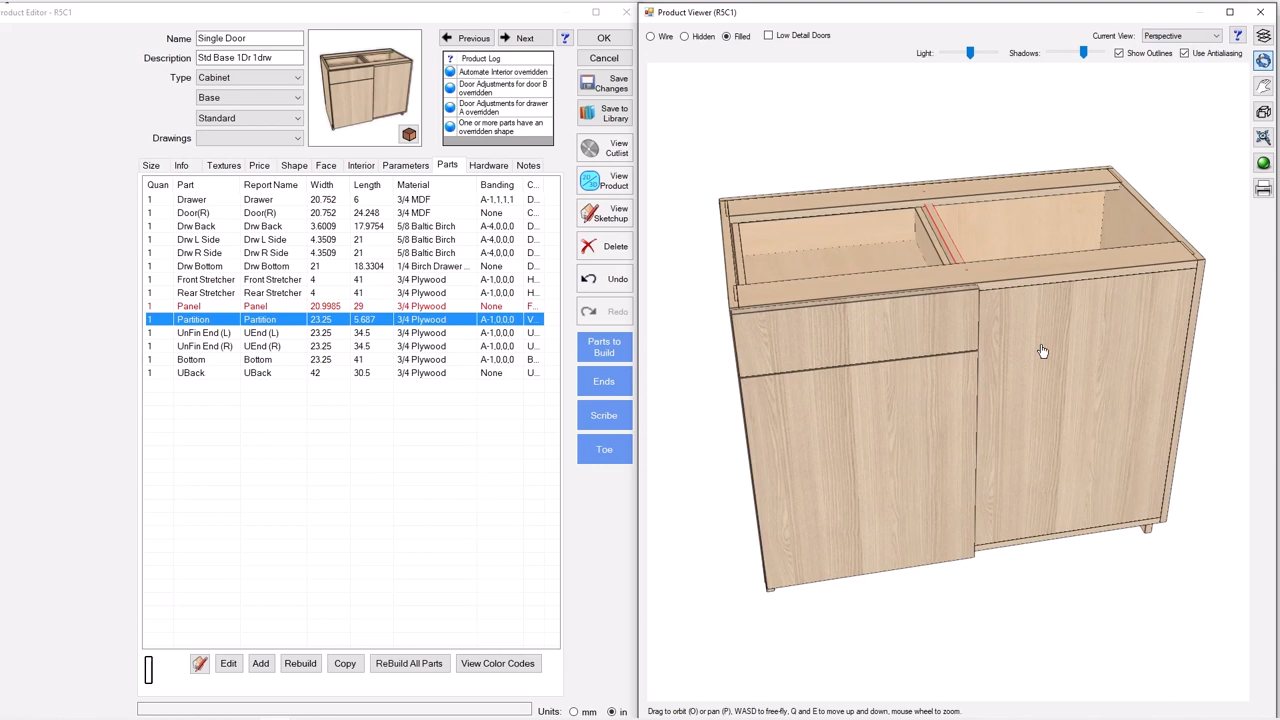 roduct Editor - R5C1
Name Single Door
Description Std Base 1Dr 1drw
Type Cabinet
Base
Standard
Drawings
Previous Next ? OK
? Product Log
Automate Interior overridden
Door Adjustments for door B
overridden
Door Adjustments for drawer
A overridden
One or more parts have an
overridden shape
Cancel
Save
Changes
Save to
Library
View
Cutlist
View
Product
View
Sketchup
Delete
Undo
Redo
Parts to
Build
Ends
Scribe
Toe
Size Info Textures Price Shape Face Interior Parameters Parts Hardware Notes
Quan Part Report Name Width Length Material Banding C...
1 Drawer Drawer 20.752 6 3/4 MDF A-1,1,1,1 D...
1 Door(R) Door(R) 20.752 24.248 3/4 MDF None C...
1 Drw Back Drw Back 3.6009 17.9754 5/8 Baltic Birch A-4,0,0,0 D...
1 Drw L Side Drw L Side 4.3509 21 5/8 Baltic Birch A-4,0,0,0 D...
1 Drw R Side Drw R Side 4.3509 21 5/8 Baltic Birch A-4,0,0,0 D...
1 Drw Bottom Drw Bottom 21 18.3304 1/4 Birch Drawer ... None D...
1 Front Stretcher Front Stretcher 4 41 3/4 Plywood A-1,0,0,0 H...
1 Rear Stretcher Rear Stretcher 4 41 3/4 Plywood A-1,0,0,0 H...
1 Panel Panel 20.9985 29 3/4 Plywood None F...
1 Partition Partition 23.25 5.687 3/4 Plywood A-1,0,0,0 V...
1 UnFin End (L) UEnd (L) 23.25 34.5 3/4 Plywood A-1,0,0,0 U...
1 UnFin End (R) UEnd (R) 23.25 34.5 3/4 Plywood A-1,0,0,0 U...
1 Bottom Bottom 23.25 41 3/4 Plywood A-1,0,0,0 B...
1 UBack UBack 42 30.5 3/4 Plywood None U...
Edit Add Rebuild Copy ReBuild All Parts View Color Codes
Units: mm in
Product Viewer (R5C1)
Wire Hidden Filled Low Detail Doors Current View: Perspective ?
Light: Shadows: Show Outlines Use Antialiasing
Drag to orbit (O) or pan (P), WASD to free-fly, Q and E to move up and down, mouse wheel to zoom.